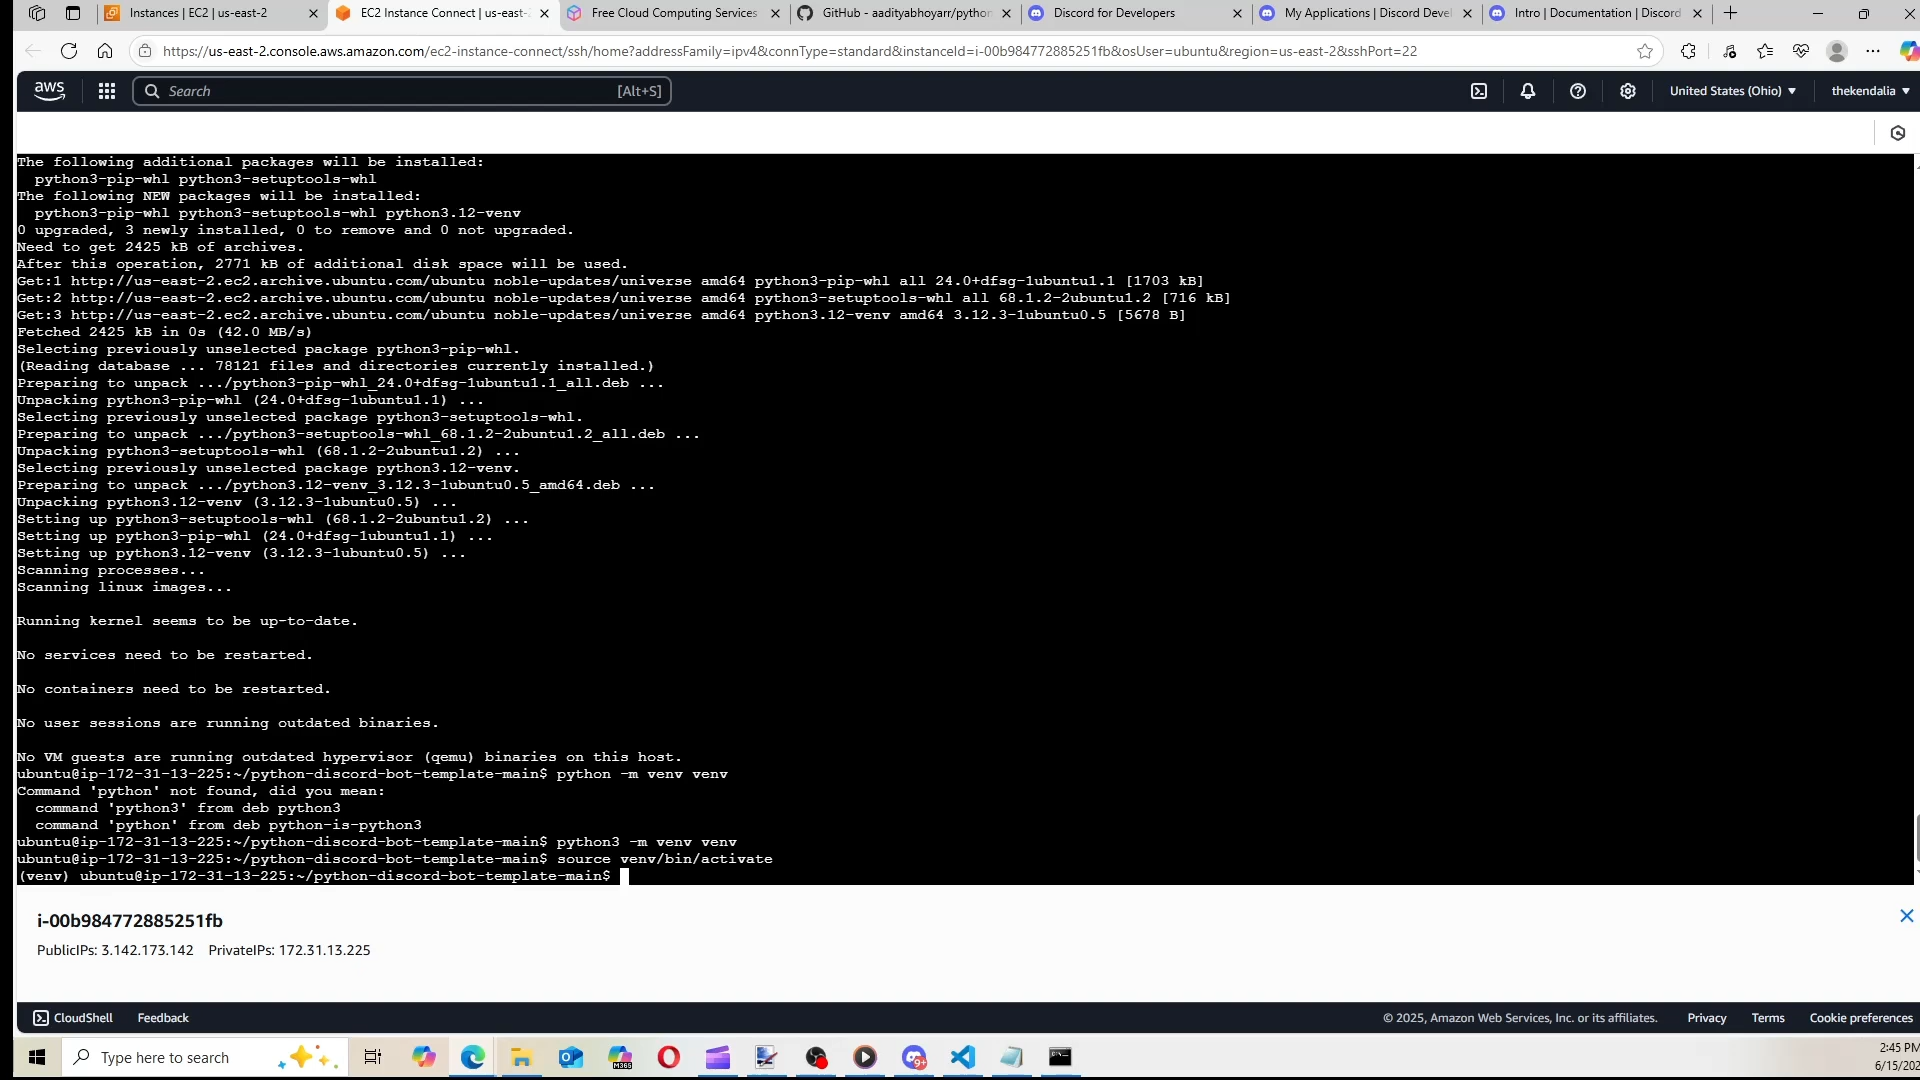 Instances | EC2 | us-east-2
EC2 Instance Connect | us-east-
Free Cloud Computing Services
GitHub - aadityabhoyarr/python
Discord for Developers
My Applications | Discord Devel
Intro | Documentation | Discord
https://us-east-2.console.aws.amazon.com/ec2-instance-connect/ssh/home?addressFamily=ipv4&connType=standard&instanceId=i-00b984772885251fb&osUser=ubuntu&region=us-east-2&sshPort=22
aws
Search
[Alt+S]
United States (Ohio)
thekendalia
The following additional packages will be installed:
python3-pip-whl python3-setuptools-whl
The following NEW packages will be installed:
python3-pip-whl python3-setuptools-whl python3.12-venv
0 upgraded, 3 newly installed, 0 to remove and 0 not upgraded.
Need to get 2425 kB of archives.
After this operation, 2771 kB of additional disk space will be used.
Get:1 http://us-east-2.ec2.archive.ubuntu.com/ubuntu noble-updates/universe amd64 python3-pip-whl all 24.0+dfsg-1ubuntu1.1 [1703 kB]
Get:2 http://us-east-2.ec2.archive.ubuntu.com/ubuntu noble-updates/universe amd64 python3-setuptools-whl all 68.1.2-2ubuntu1.2 [716 kB]
Get:3 http://us-east-2.ec2.archive.ubuntu.com/ubuntu noble-updates/universe amd64 python3.12-venv amd64 3.12.3-1ubuntu0.5 [5678 B]
Fetched 2425 kB in 0s (42.0 MB/s)
Selecting previously unselected package python3-pip-whl.
(Reading database ... 78121 files and directories currently installed.)
Preparing to unpack .../python3-pip-whl_24.0+dfsg-1ubuntu1.1_all.deb ...
Unpacking python3-pip-whl (24.0+dfsg-1ubuntu1.1) ...
Selecting previously unselected package python3-setuptools-whl.
Preparing to unpack .../python3-setuptools-whl_68.1.2-2ubuntu1.2_all.deb ...
Unpacking python3-setuptools-whl (68.1.2-2ubuntu1.2) ...
Selecting previously unselected package python3.12-venv.
Preparing to unpack .../python3.12-venv_3.12.3-1ubuntu0.5_amd64.deb ...
Unpacking python3.12-venv (3.12.3-1ubuntu0.5) ...
Setting up python3-setuptools-whl (68.1.2-2ubuntu1.2) ...
Setting up python3-pip-whl (24.0+dfsg-1ubuntu1.1) ...
Setting up python3.12-venv (3.12.3-1ubuntu0.5) ...
Scanning processes...
Scanning linux images...
Running kernel seems to be up-to-date.
No services need to be restarted.
No containers need to be restarted.
No user sessions are running outdated binaries.
No VM guests are running outdated hypervisor (qemu) binaries on this host.
ubuntu@ip-172-31-13-225:~/python-discord-bot-template-main$ python -m venv venv
Command 'python' not found, did you mean:
command 'python3' from deb python3
command 'python' from deb python-is-python3
ubuntu@ip-172-31-13-225:~/python-discord-bot-template-main$ python3 -m venv venv
ubuntu@ip-172-31-13-225:~/python-discord-bot-template-main$ source venv/bin/activate
(venv) ubuntu@ip-172-31-13-225:~/python-discord-bot-template-main$
i-00b984772885251fb
PublicIPs: 3.142.173.142 PrivateIPs: 172.31.13.225
CloudShell
Feedback
© 2025, Amazon Web Services, Inc. or its affiliates.
Privacy
Terms
Cookie preferences
Type here to search
M365
9+
2:45 PM
6/15/202